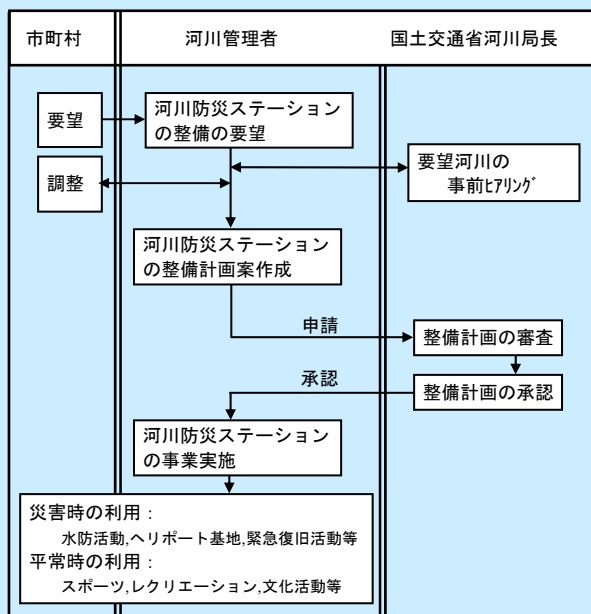 市町村
河川管理者
国土交通省河川局長
要望
河川防災ステーション
の整備の要望
調整
要望河川の
事前ﾋｱﾘﾝｸﾞ
河川防災ステーション
の整備計画案作成
申請
整備計画の審査
承認
整備計画の承認
河川防災ステーション
の事業実施
災害時の利用：
水防活動,ヘリポート基地,緊急復旧活動等
平常時の利用：
スポーツ,レクリエーション,文化活動等